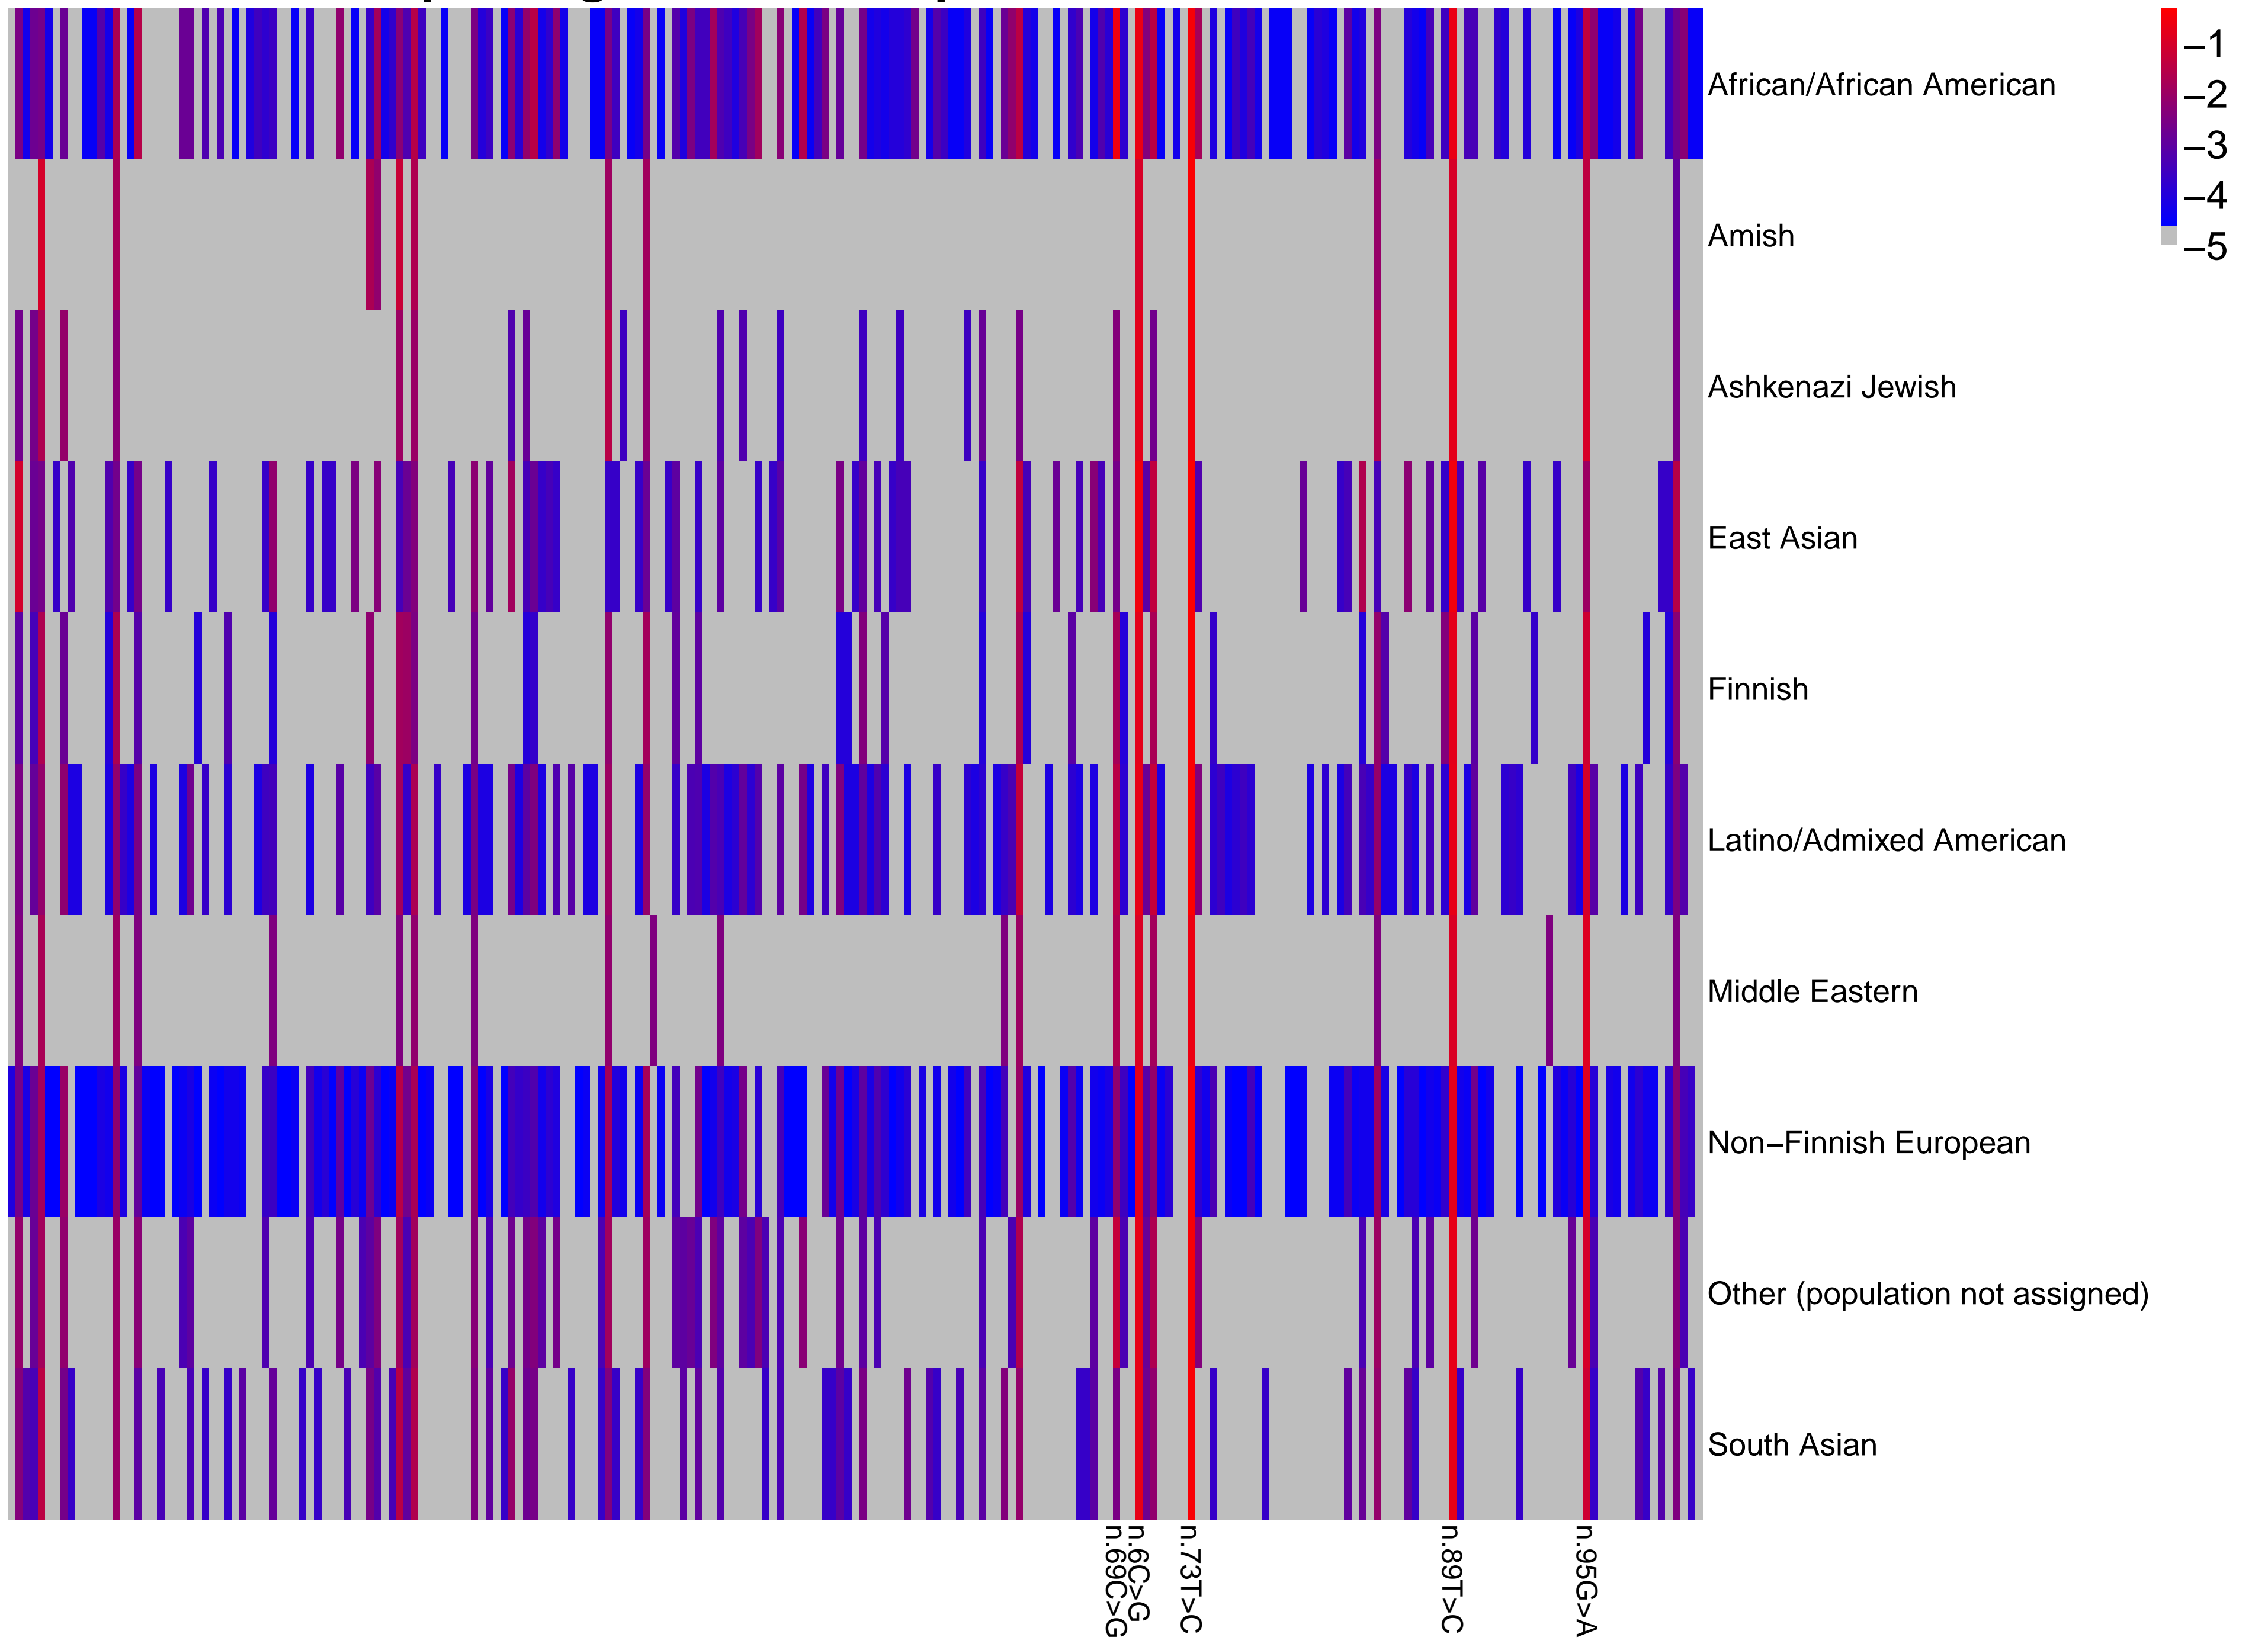 −1
−2
−3
−4
−5
African/African American
Amish
Ashkenazi Jewish
East Asian
Finnish
Latino/Admixed American
Middle Eastern
Non−Finnish European
Other (population not assigned)
South Asian
n.69C>G
n.6C>G
n.73T>C
n.89T>C
n.95G>A